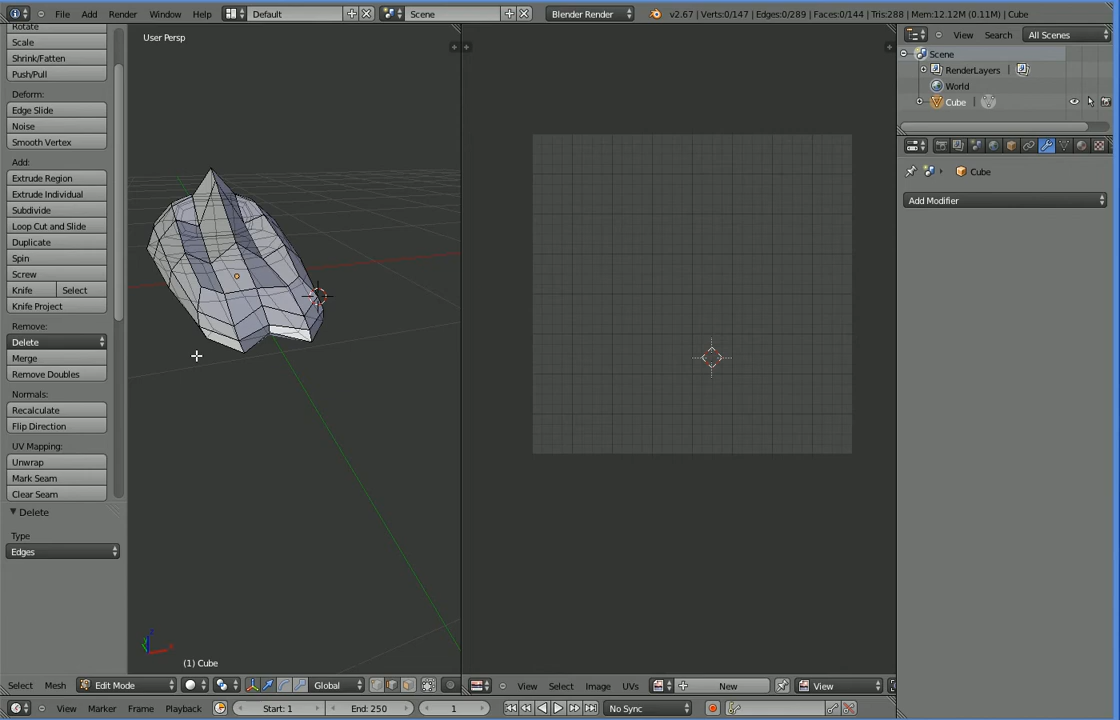 File Add Render Window Help Default Scene Blender Render v2.67 | Verts:0/147 | Edges:0/289 | Faces:0/144 | Tris:288 | Mem:12.12M (0.11M) | Cube
Rotate
Scale
Shrink/Fatten
Push/Pull
Deform:
Edge Slide
Noise
Smooth Vertex
Add:
Extrude Region
Extrude Individual
Subdivide
Loop Cut and Slide
Duplicate
Spin
Screw
Knife Select
Knife Project
Remove:
Delete
Merge
Remove Doubles
Normals:
Recalculate
Flip Direction
UV Mapping:
Unwrap
Mark Seam
Clear Seam
Delete
Type
Edges
User Persp
(1) Cube
View Search All Scenes
Scene
RenderLayers |
World
Cube |
Cube
Add Modifier
Select Mesh Edit Mode Global
View Select Image UVs New View
View Marker Frame Playback Start: 1 End: 250 1 No Sync